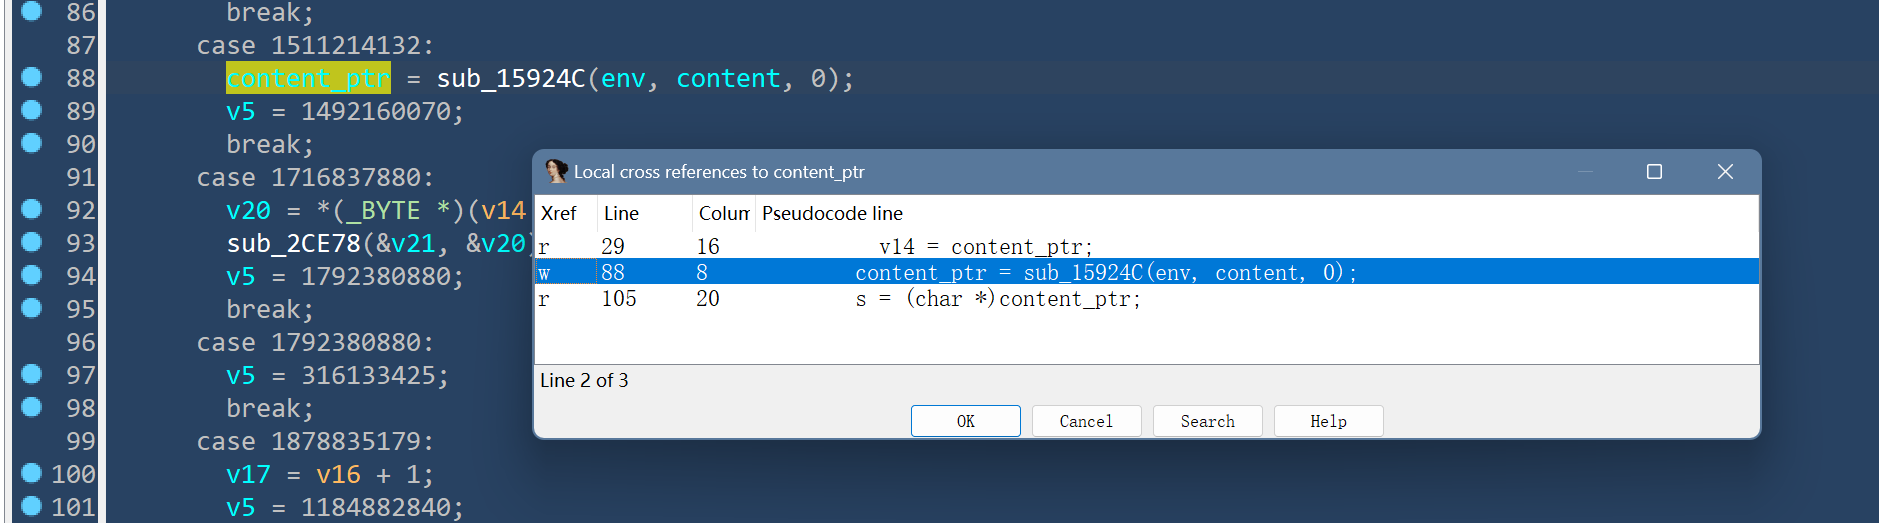 86 break;
87 case 1511214132:
88 content_ptr = sub_15924C(env, content, 0);
89 v5 = 1492160070;
90 break;
91 case 1716837880:
92 v20 = *(_BYTE *)(v14
93 sub_2CE78(&v21, &v20)
94 v5 = 1792380880;
95 break;
96 case 1792380880:
97 v5 = 316133425;
98 break;
99 case 1878835179:
100 v17 = v16 + 1;
101 v5 = 1184882840;
Local cross references to content_ptr
Xref Line Colum Pseudocode line
r 29 16 v14 = content_ptr;
w 88 8 content_ptr = sub_15924C(env, content, 0);
r 105 20 s = (char *)content_ptr;
Line 2 of 3
OK Cancel Search Help